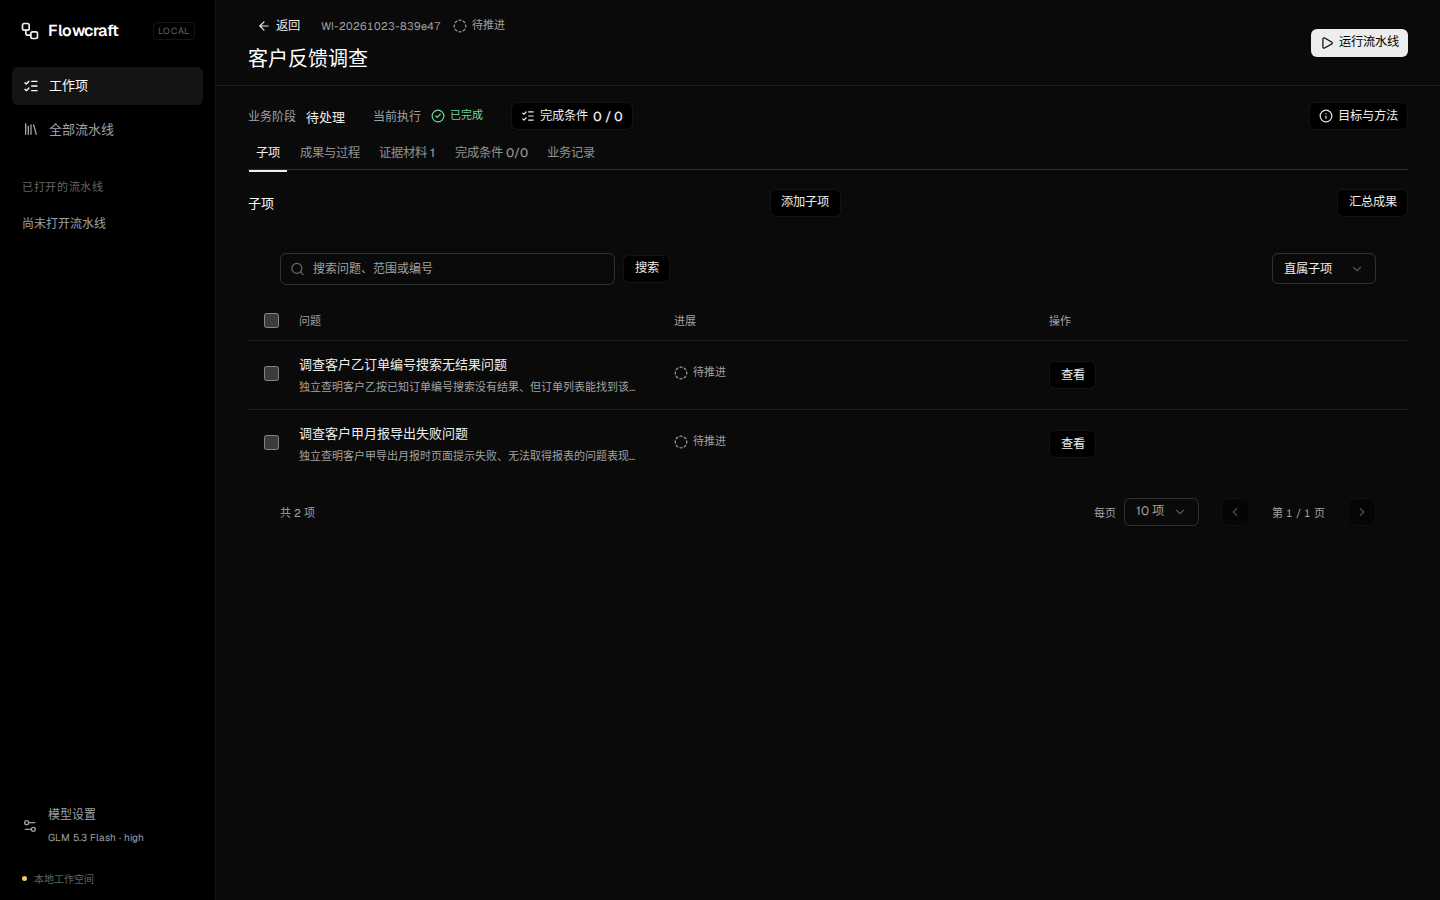 Flowcraft LOCAL
工作项
全部流水线
已打开的流水线
尚未打开流水线
模型设置
GLM 5.3 Flash · high
本地工作空间
返回 WI-20261023-839e47 待推进
客户反馈调查
运行流水线
业务阶段 待处理 当前执行 已完成 完成条件 0 / 0 目标与方法
子项 成果与过程 证据材料 1 完成条件 0/0 业务记录
子项 添加子项 汇总成果
搜索问题、范围或编号 搜索 直属子项
问题 进展 操作
调查客户乙订单编号搜索无结果问题
独立查明客户乙按已知订单编号搜索没有结果、但订单列表能找到该...
待推进 查看
调查客户甲月报导出失败问题
独立查明客户甲导出月报时页面提示失败、无法取得报表的问题表现...
待推进 查看
共 2 项 每页 10 项 第 1 / 1 页